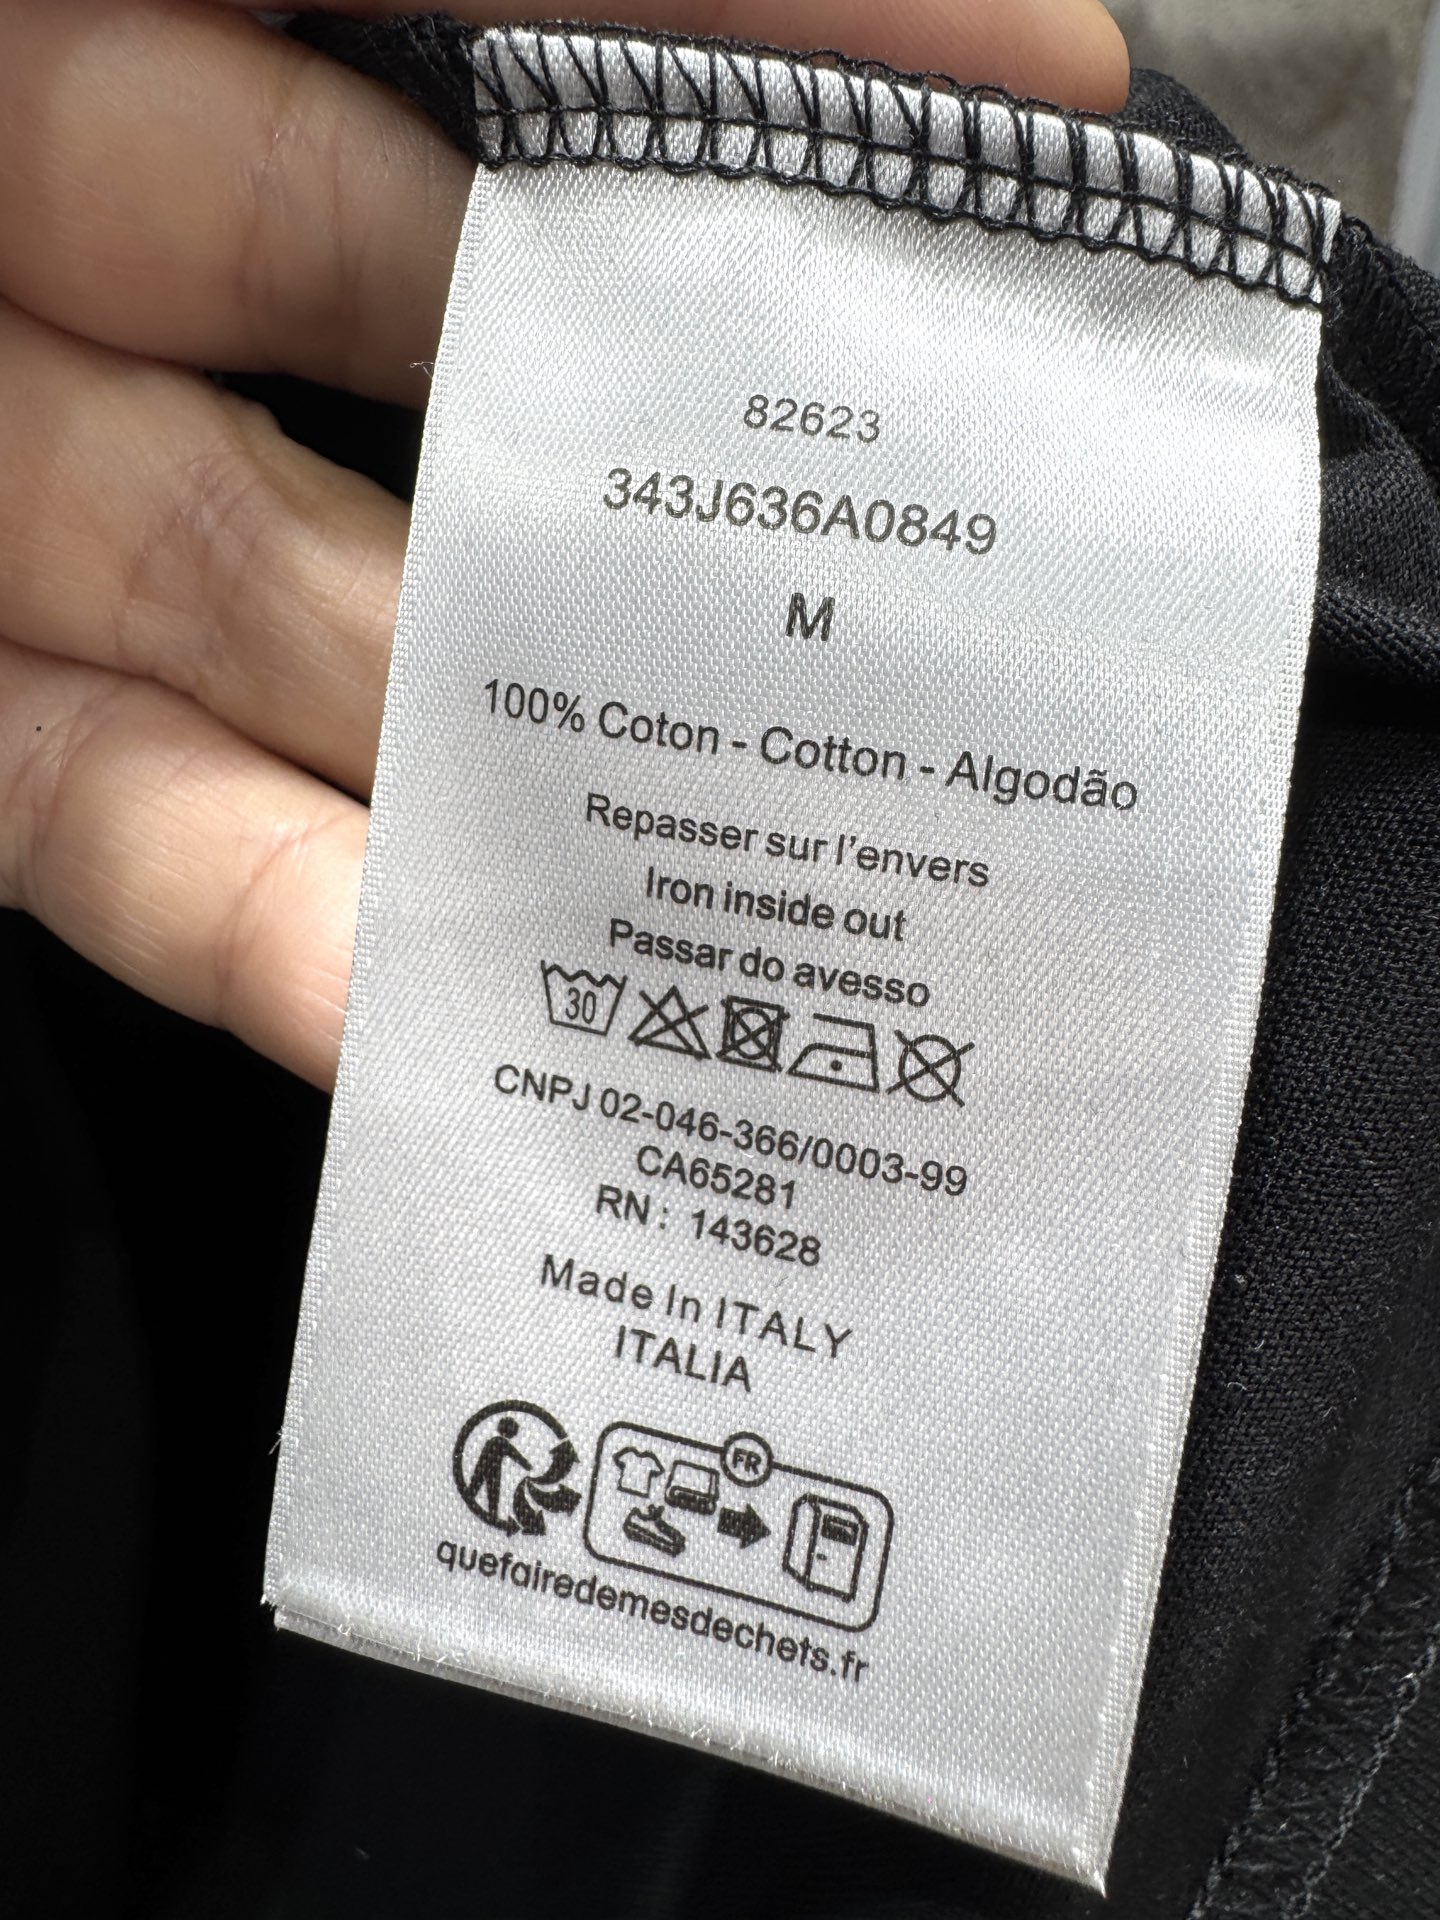 82623
343J636A0849
M
100% Coton - Cotton - Algodão
Repasser sur l'envers
Iron inside out
Passar do avesso
30
CNPJ 02-046-366/0003-99
CA65281
RN : 143628
Made In ITALY
ITALIA
FR
quefairedemesdechets.fr